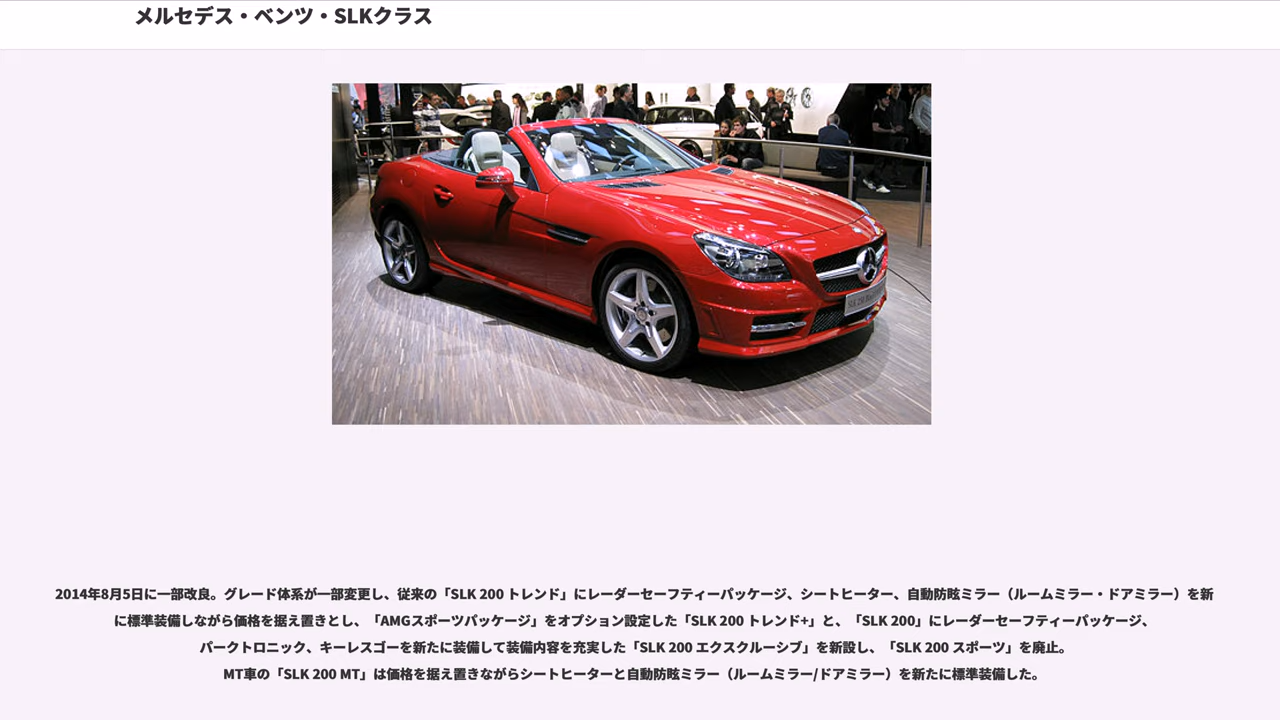 メルセデス・ベンツ・SLKクラス
2014年8月5日に一部改良。グレード体系が一部変更し、従来の「SLK 200 トレンド」にレーダーセーフティーパッケージ、シートヒーター、自動防眩ミラー（ルームミラー・ドアミラー）を新
に標準装備しながら価格を据え置きとし、「AMGスポーツパッケージ」をオプション設定した「SLK 200 トレンド+」と、「SLK 200」にレーダーセーフティーパッケージ、
パークトロニック、キーレスゴーを新たに装備して装備内容を充実した「SLK 200 エクスクルーシブ」を新設し、「SLK 200 スポーツ」を廃止。
MT車の「SLK 200 MT」は価格を据え置きながらシートヒーターと自動防眩ミラー（ルームミラー/ドアミラー）を新たに標準装備した。